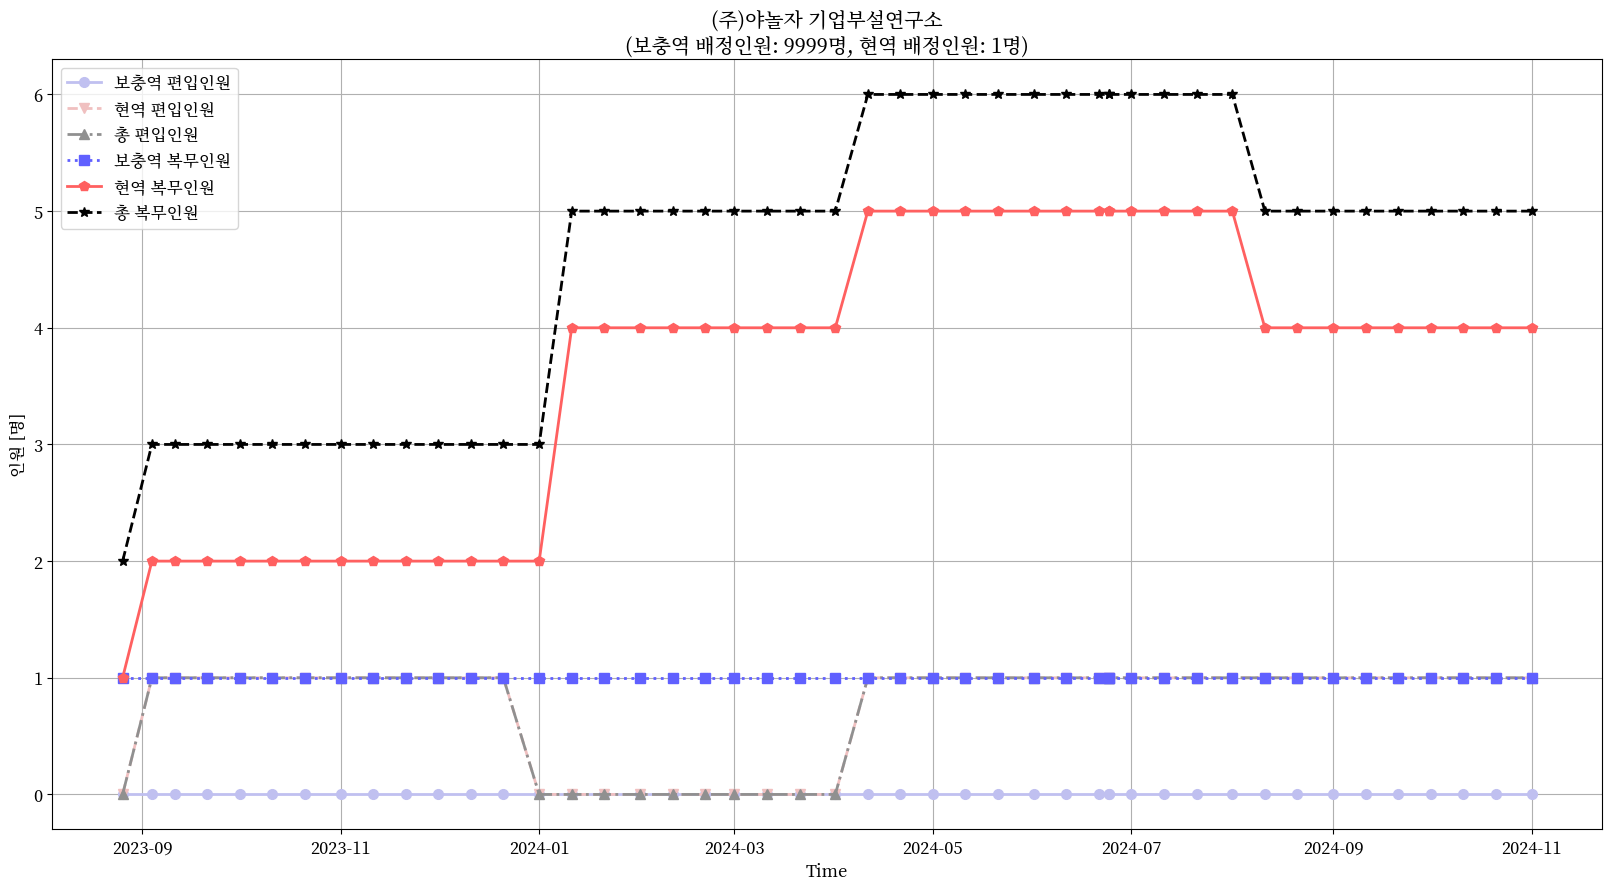 (주)야놀자 기업부설연구소
(보충역 배정인원: 9999명, 현역 배정인원: 1명)
보충역 편입인원
현역 편입인원
총 편입인원
보충역 복무인원
현역 복무인원
총 복무인원
인원 [명]
6
5
4
3
2
1
0
2023-09 2023-11 2024-01 2024-03 2024-05 2024-07 2024-09 2024-11
Time